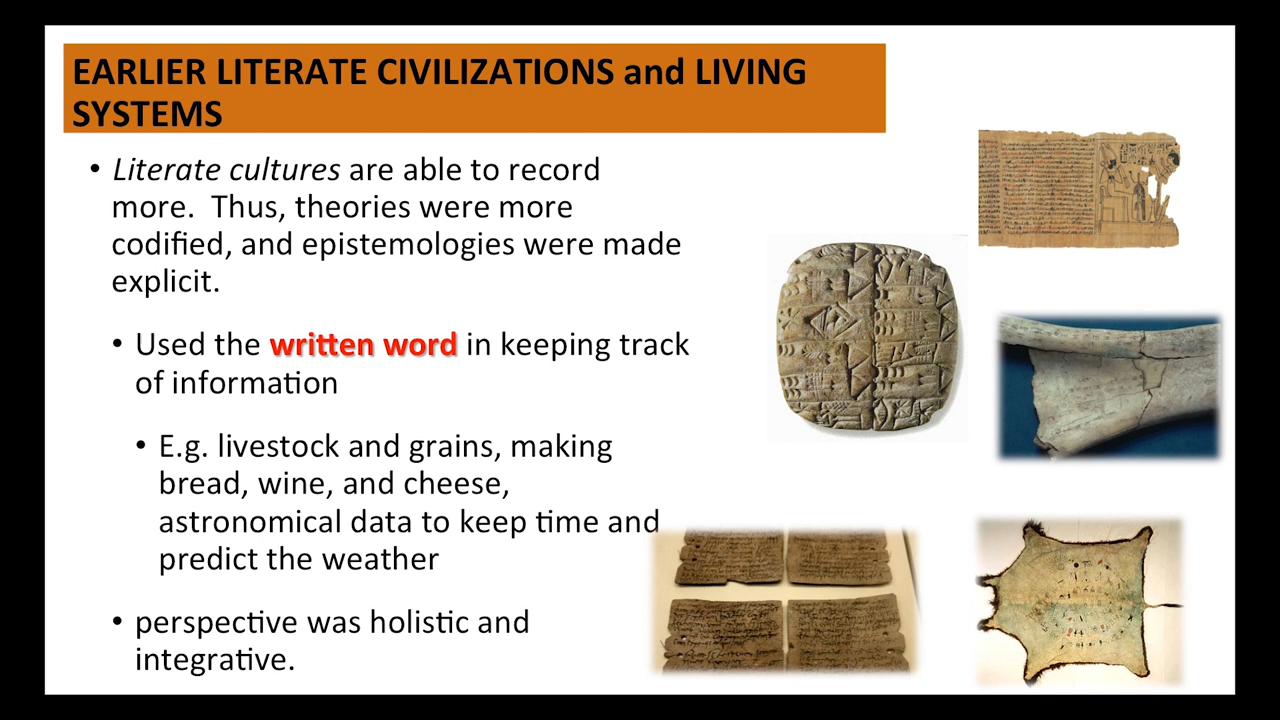 EARLIER LITERATE CIVILIZATIONS and LIVING
SYSTEMS
• Literate cultures are able to record
more.  Thus, theories were more
codified, and epistemologies were made
explicit.
• Used the written word in keeping track
of information
• E.g. livestock and grains, making
bread, wine, and cheese,
astronomical data to keep time and
predict the weather
• perspective was holistic and
integrative.